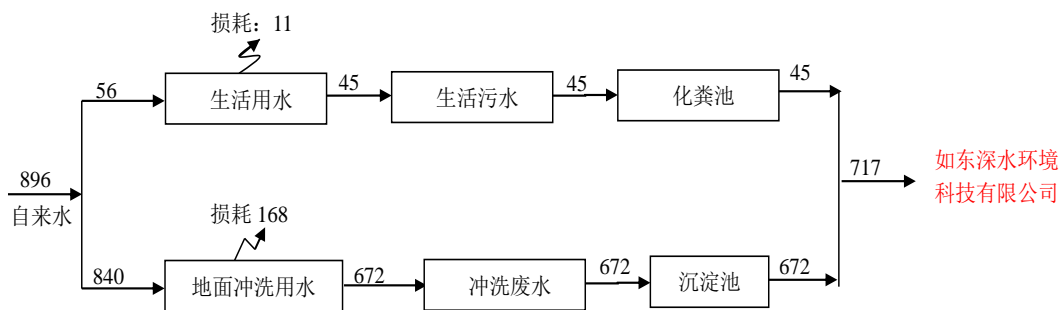 损耗：11
56
生活用水
45
生活污水
45
化粪池
45
896
自来水
717
如东深水环境
科技有限公司
损耗 168
840
地面冲洗用水
672
冲洗废水
672
沉淀池
672